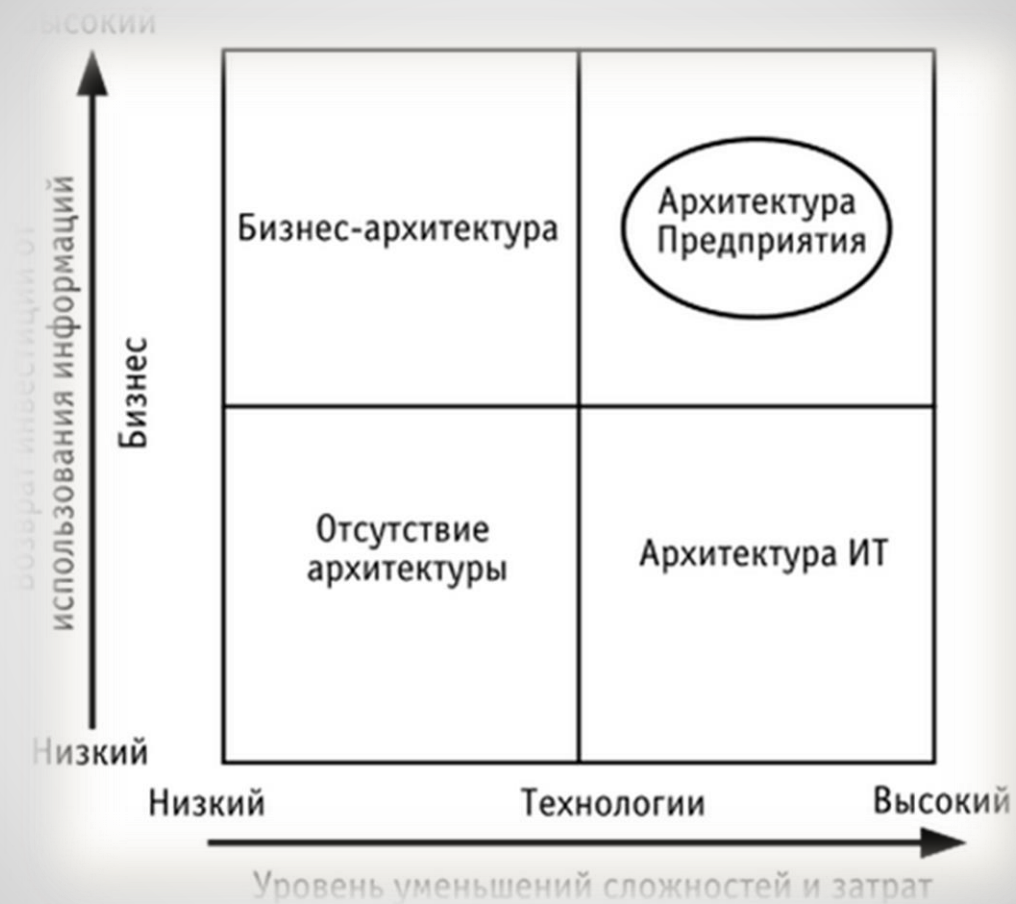 Высокий
Возврат инвестиций от
использования информаций
Бизнес
Бизнес-архитектура
Архитектура
Предприятия
Отсутствие
архитектуры
Архитектура ИТ
Низкий
Низкий
Технологии
Высокий
Уровень уменьшений сложностей и затрат